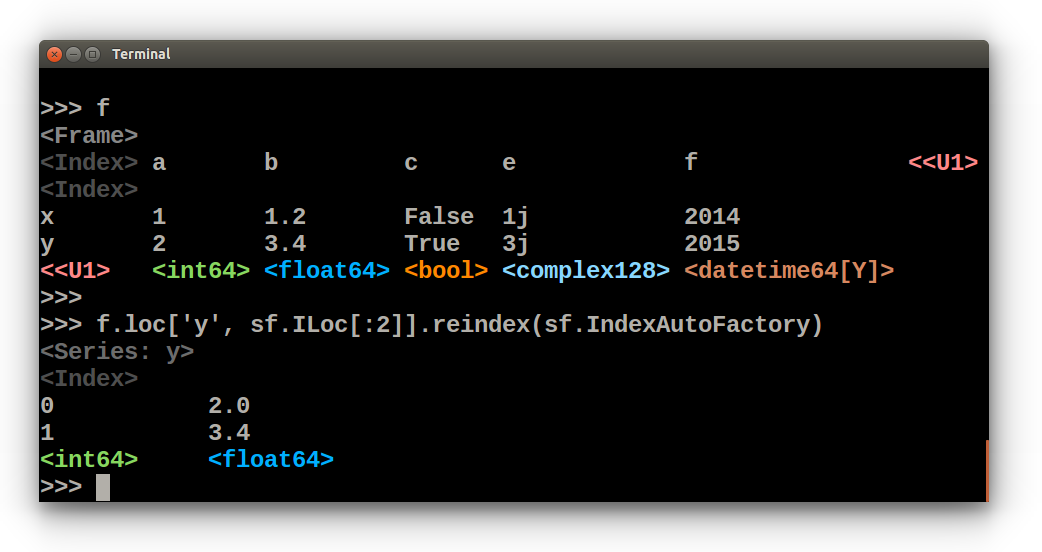 Terminal
>>> f
<Frame>
<Index> a b c e f <<U1>
<Index>
x 1 1.2 False 1j 2014
y 2 3.4 True 3j 2015
<<U1> <int64> <float64> <bool> <complex128> <datetime64[Y]>
>>>
>>> f.loc['y', sf.ILoc[:2]].reindex(sf.IndexAutoFactory)
<Series: y>
<Index>
0 2.0
1 3.4
<int64> <float64>
>>>